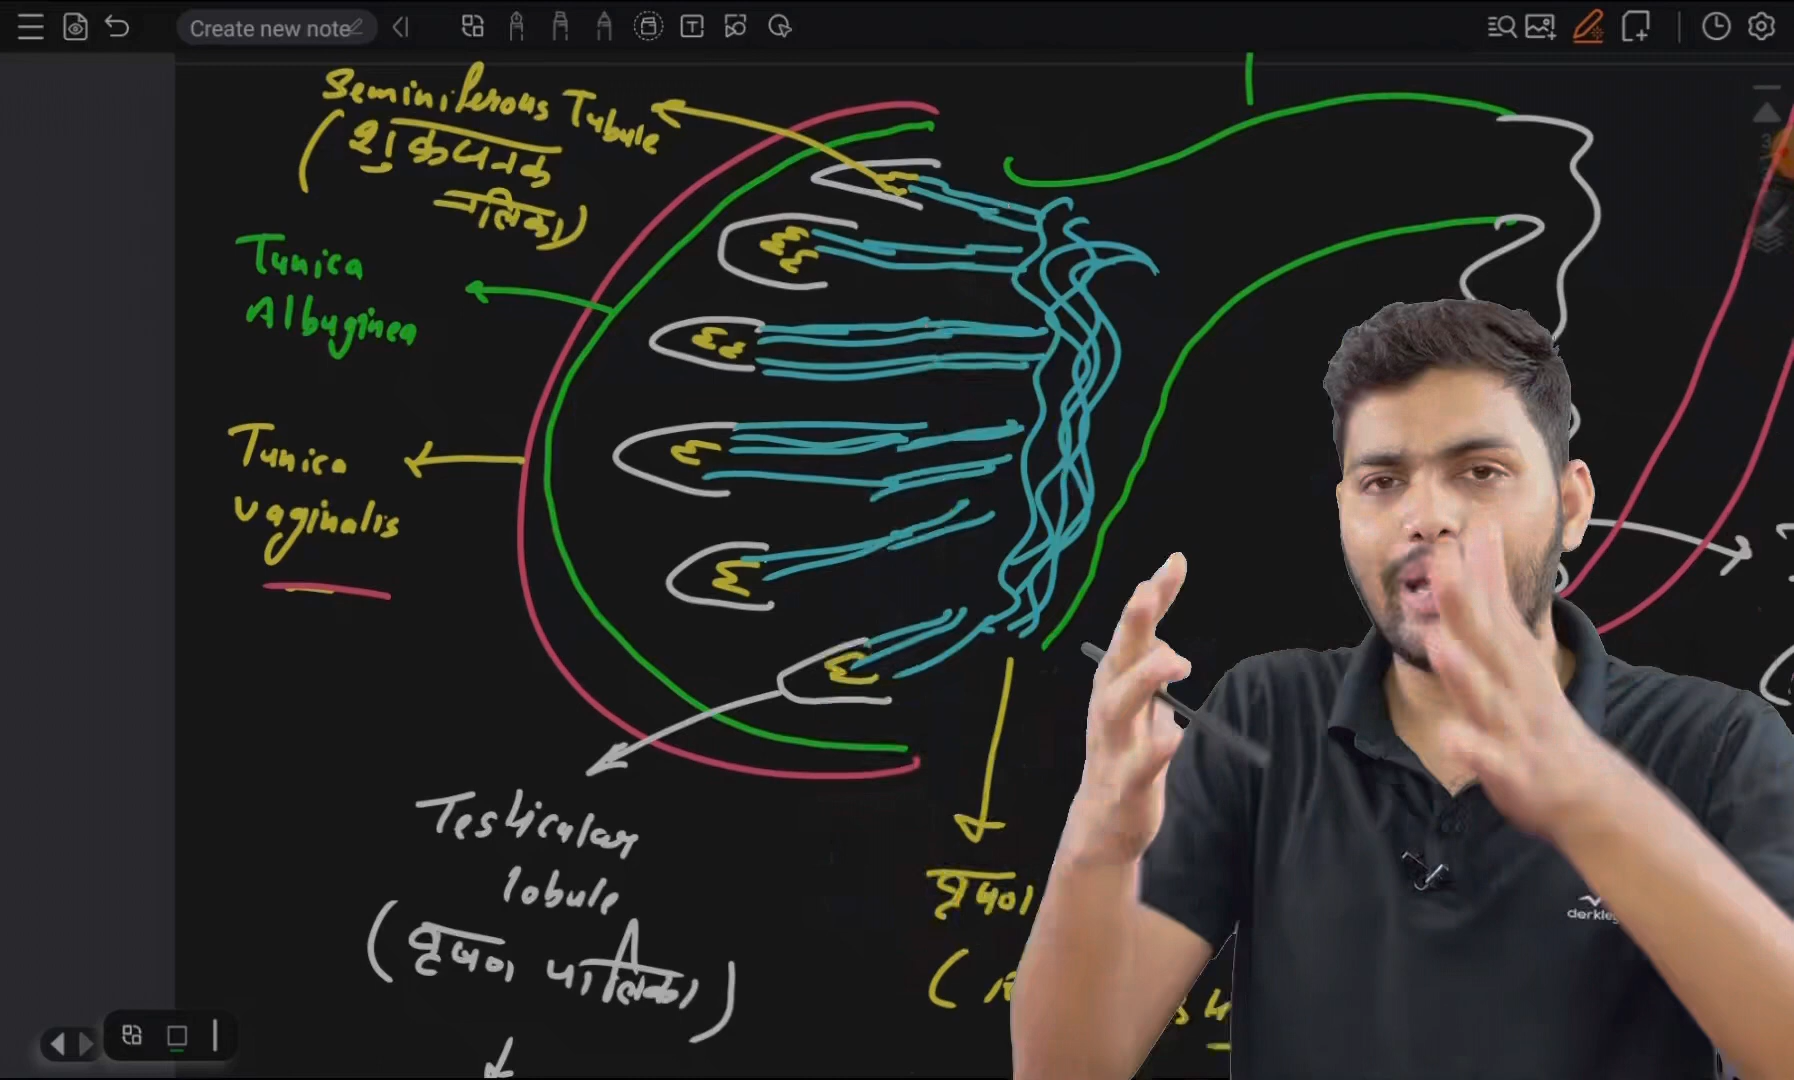 Create new note
Seminiferous Tubule
(शुक्रजनक
नलिका)
Tunica
Albuginea
Tunica
vaginalis
Testicular
lobule
(वृषण पालिका)
वृषण